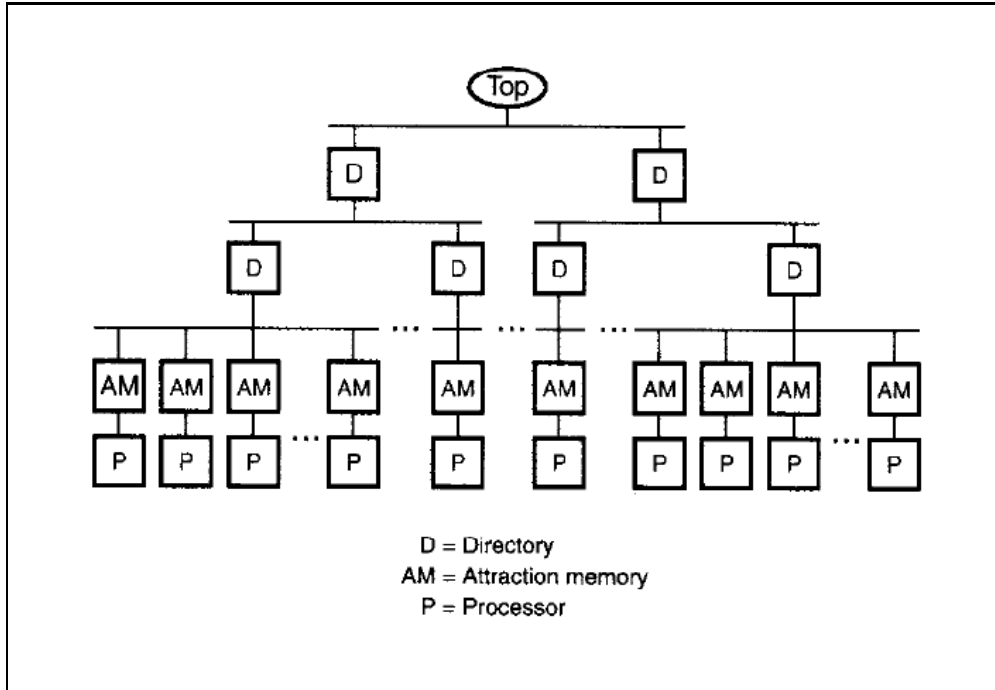 Top
D D
D D D D
... ... ...
AM AM AM AM AM AM AM AM AM AM
... ...
P P P P P P P P P P
D = Directory
AM = Attraction memory
P = Processor